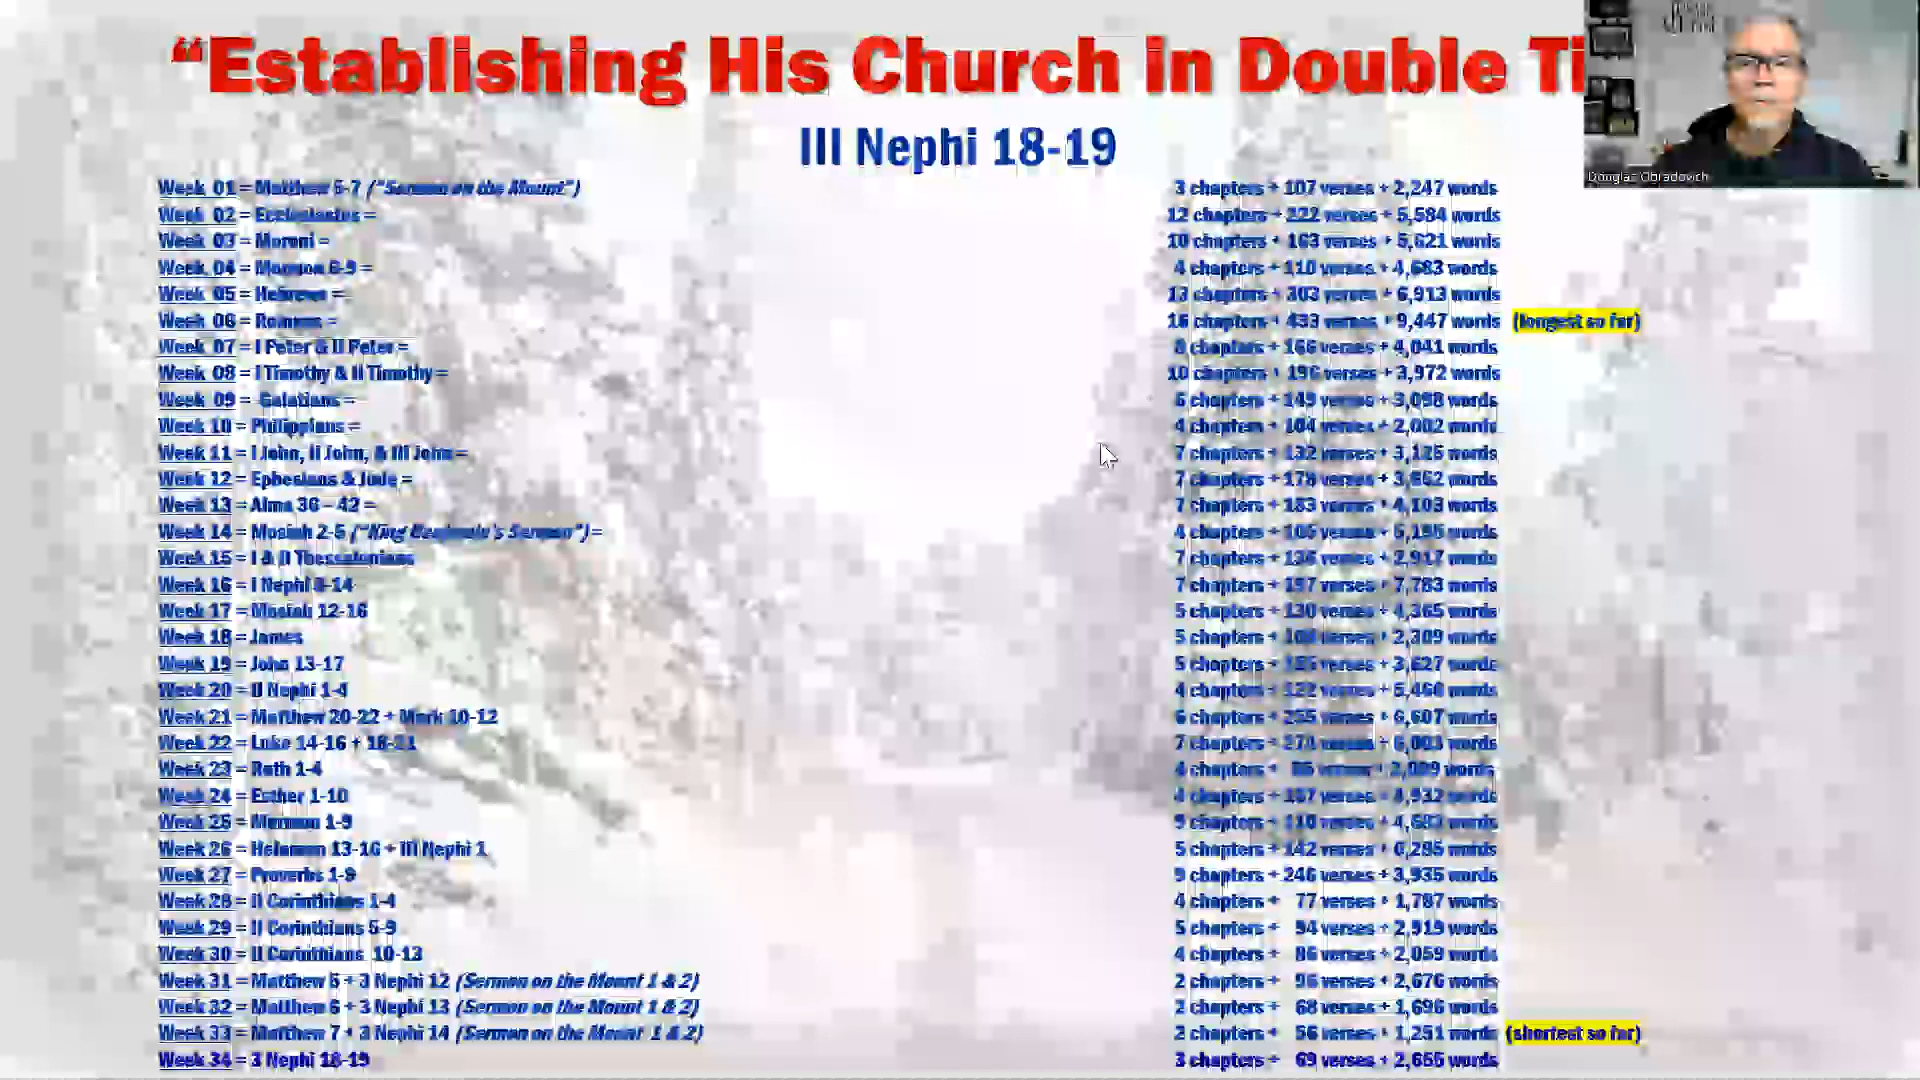 “Establishing His Church in Double Ti
III Nephi 18-19
Douglas Obradovich
Week 01 = Matthew 5-7 ("Sermon on the Mount") 3 chapters + 107 verses + 2,247 words
Week 02 = Ecclesiastes = 12 chapters + 222 verses + 5,584 words
Week 03 = Moroni = 10 chapters + 163 verses + 5,621 words
Week 04 = Mormon 6-9 = 4 chapters + 110 verses + 4,683 words
Week 05 = Hebrews = 13 chapters + 303 verses + 6,913 words
Week 06 = Romans = 16 chapters + 433 verses + 9,447 words (longest so far)
Week 07 = I Peter & II Peter = 8 chapters + 166 verses + 4,041 words
Week 08 = I Timothy & II Timothy = 10 chapters + 196 verses + 3,972 words
Week 09 = Galatians = 6 chapters + 149 verses + 3,098 words
Week 10 = Philippians = 4 chapters + 104 verses + 2,002 words
Week 11 = I John, II John, & III John = 7 chapters + 132 verses + 3,125 words
Week 12 = Ephesians & Jude = 7 chapters + 178 verses + words
Week 13 = Alma 36 – 42 = 7 chapters + 183 verses + 4,103 words
Week 14 = Mosiah 2-5 ("King Benjamin's Sermon") = 4 chapters + 105 verses + words
Week 15 = I & II Thessalonians 7 chapters + 136 verses + 2,917 words
Week 16 = I Nephi 8-14 7 chapters + 197 verses + 7,783 words
Week 17 = Mosiah 12-16 5 chapters + 130 verses + 4,365 words
Week 18 = James 5 chapters + 108 verses + 2,309 words
Week 19 = John 13-17 5 chapters + 155 verses + 3,627 words
Week 20 = II Nephi 1-4 4 chapters + 122 verses + 5,460 words
Week 21 = Matthew 20-22 + Mark 10-12 6 chapters + 255 verses + 6,607 words
Week 22 = Luke 14-16 + 18-21 7 chapters + 274 verses + words
Week 23 = Ruth 1-4 4 chapters + 85 verses + words
Week 24 = Esther 1-10 4 chapters + 167 verses + 4,932 words
Week 25 = Mormon 1-9 9 chapters + 110 verses + 4,683 words
Week 26 = Helaman 13-16 + III Nephi 1 5 chapters + 142 verses + 6,295 words
Week 27 = Proverbs 1-9 9 chapters + 246 verses + 3,935 words
Week 28 = II Corinthians 1-4 4 chapters + 77 verses + 1,787 words
Week 29 = II Corinthians 5-9 5 chapters + 94 verses + 2,919 words
Week 30 = II Corinthians 10-13 4 chapters + 86 verses + 2,059 words
Week 31 = Matthew 5 + 3 Nephi 12 (Sermon on the Mount 1 & 2) 2 chapters + 96 verses + 2,676 words
Week 32 = Matthew 6 + 3 Nephi 13 (Sermon on the Mount 1 & 2) 2 chapters + 68 verses + 1,696 words
Week 33 = Matthew 7 + 3 Nephi 14 (Sermon on the Mount 1 & 2) 2 chapters + 56 verses + 1,251 words (shortest so far)
Week 34 = 3 Nephi 18-19 3 chapters + 69 verses + 2,655 words